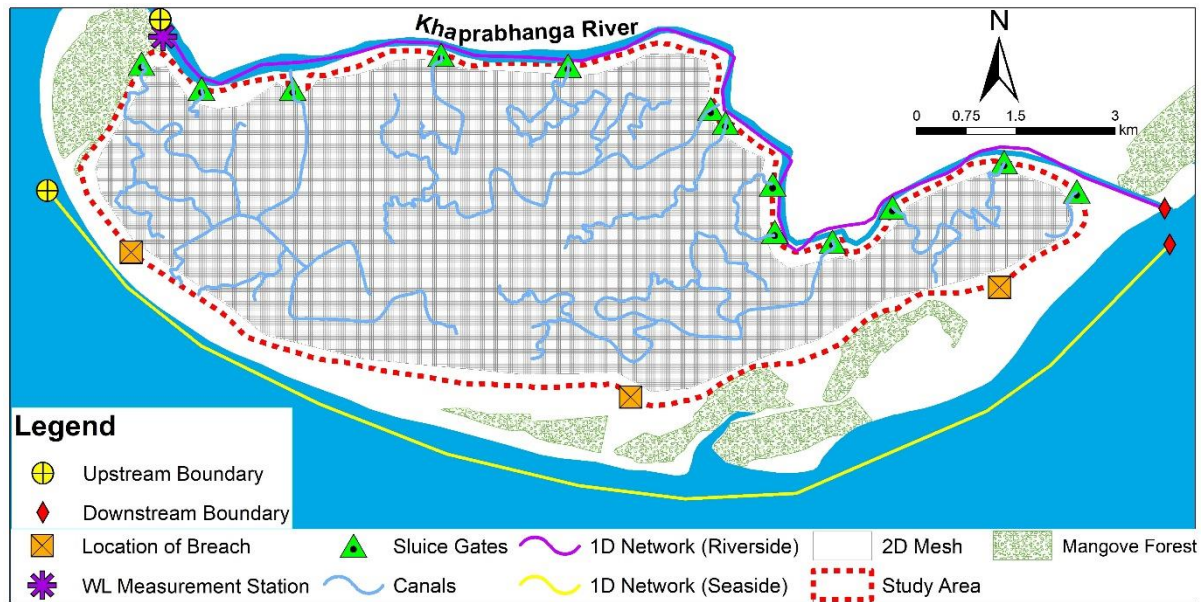 Khaprabhanga River
N
0 0.75 1.5 3
km
Legend
Upstream Boundary
Downstream Boundary
Location of Breach
Sluice Gates
1D Network (Riverside)
2D Mesh
Mangove Forest
WL Measurement Station
Canals
1D Network (Seaside)
Study Area